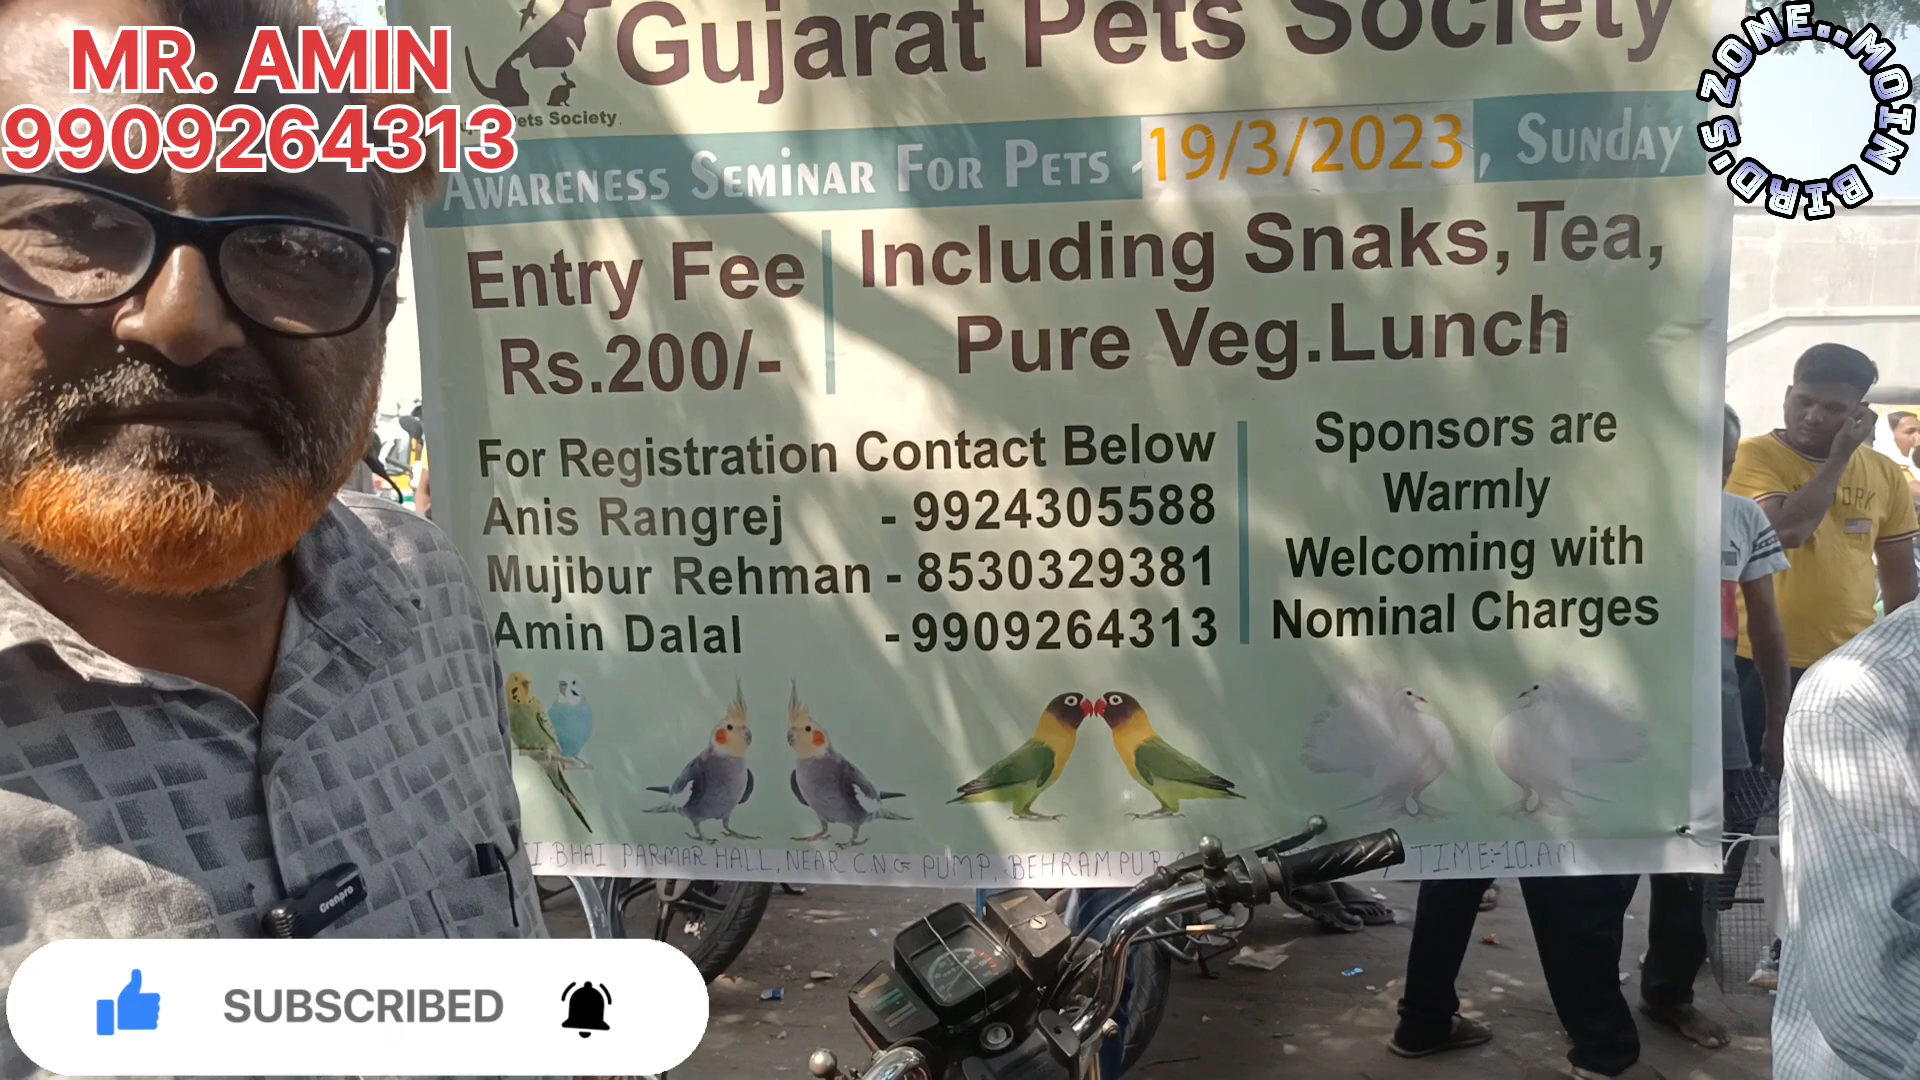 MR. AMIN
9909264313
Gujarat Pets Society
ets Society.
AWARENESS SEMINAR FOR PETS - 19/3/2023, SUNDAY
Entry Fee
Rs.200/-
Including Snaks,Tea,
Pure Veg.Lunch
For Registration Contact Below
Anis Rangrej - 9924305588
Mujibur Rehman - 8530329381
Amin Dalal - 9909264313
Sponsors are
Warmly
Welcoming with
Nominal Charges
I.BHAI PARMAR HALL, NEAR C.N.G PUMP, BEHRAMPUR
TIME:-10.AM
Grenaro
SUBSCRIBED
MOIN BIRD'S ZONE..